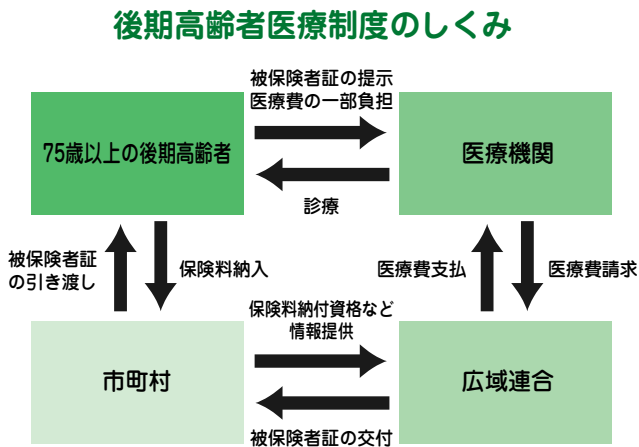 後期高齢者医療制度のしくみ
被保険者証の提示
医療費の一部負担
75歳以上の後期高齢者
医療機関
診療
被保険者証
の引き渡し
保険料納入
医療費支払
医療費請求
保険料納付資格など
情報提供
市町村
広域連合
被保険者証の交付